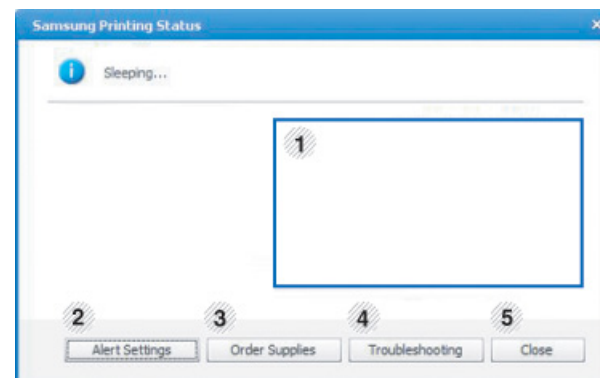 Samsung Printing Status
Sleeping...
1
2 3 4 5
Alert Settings Order Supplies Troubleshooting Close